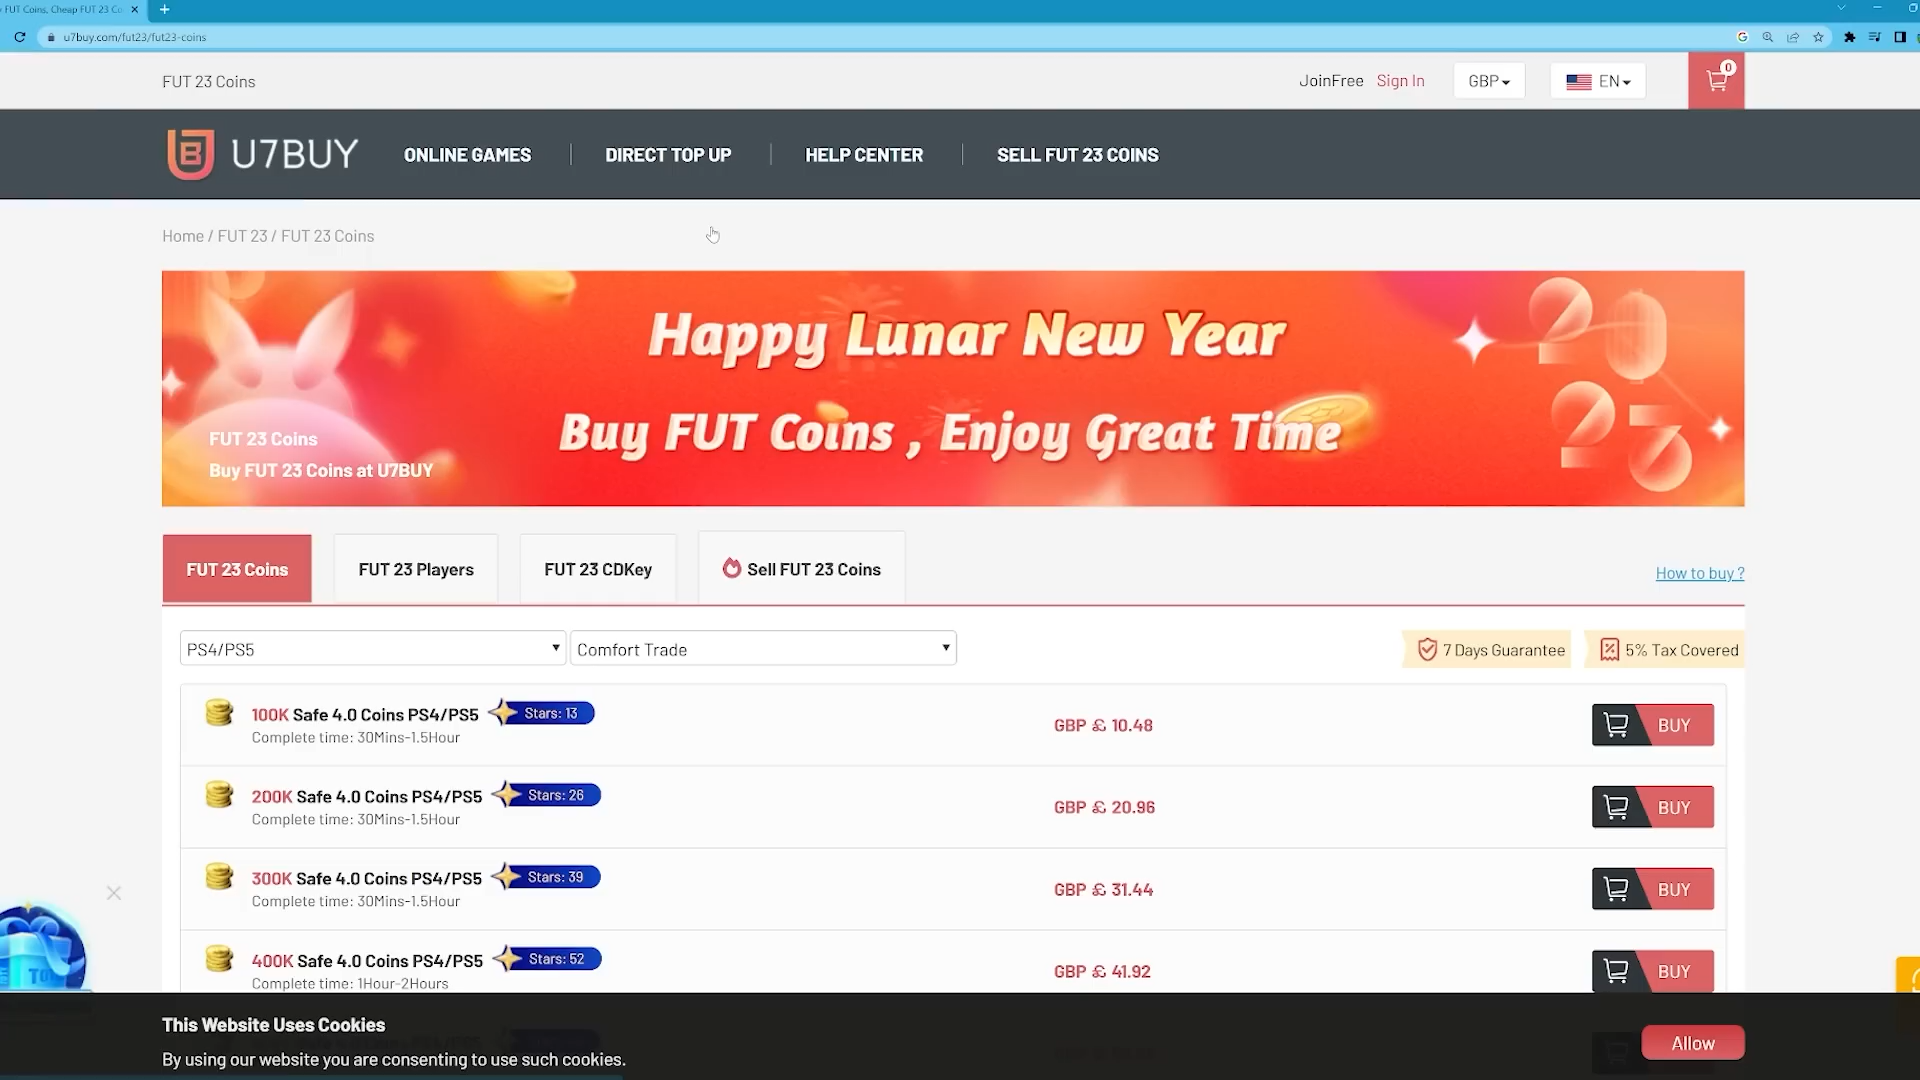 FUT Coins, Cheap FUT 23 Co
u7buy.com/fut23/fut23-coins
FUT 23 Coins
JoinFree Sign In GBP EN 0
U7BUY ONLINE GAMES DIRECT TOP UP HELP CENTER SELL FUT 23 COINS
Home / FUT 23 / FUT 23 Coins
Happy Lunar New Year
Buy FUT Coins , Enjoy Great Time
2023
FUT 23 Coins
Buy FUT 23 Coins at U7BUY
FUT 23 Coins FUT 23 Players FUT 23 CDKey Sell FUT 23 Coins How to buy ?
PS4/PS5 Comfort Trade 7 Days Guarantee 5% Tax Covered
100K Safe 4.0 Coins PS4/PS5 Stars: 13
Complete time: 30Mins-1.5Hour
GBP £ 10.48 BUY
200K Safe 4.0 Coins PS4/PS5 Stars: 26
Complete time: 30Mins-1.5Hour
GBP £ 20.96 BUY
300K Safe 4.0 Coins PS4/PS5 Stars: 39
Complete time: 30Mins-1.5Hour
GBP £ 31.44 BUY
400K Safe 4.0 Coins PS4/PS5 Stars: 52
Complete time: 1Hour-2Hours
GBP £ 41.92 BUY
This Website Uses Cookies
By using our website you are consenting to use such cookies.
Allow